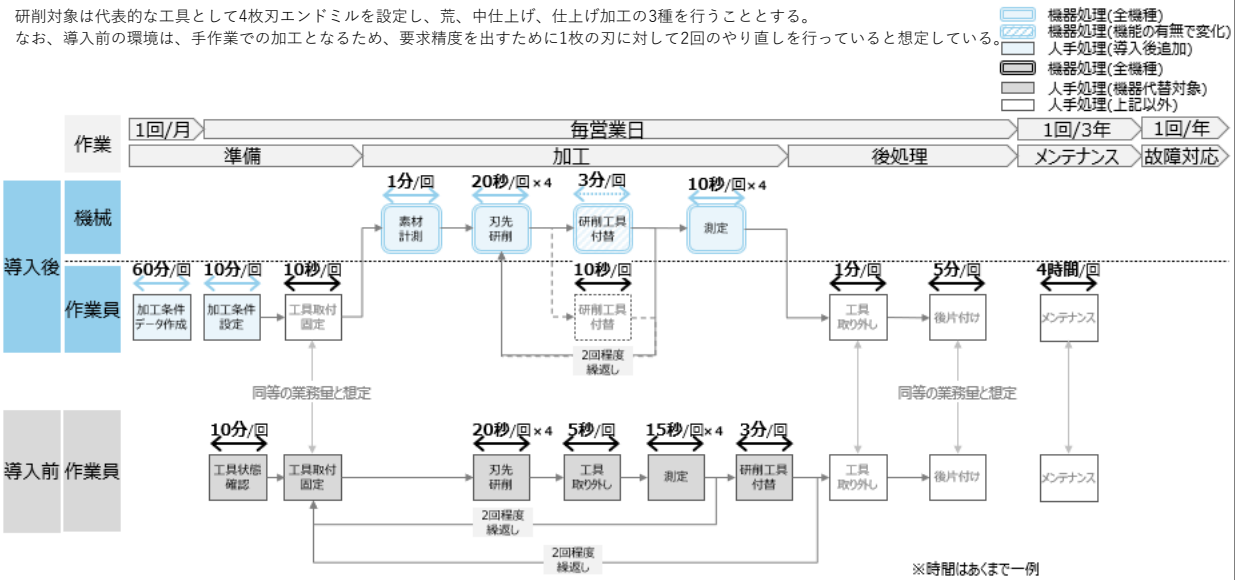 研削対象は代表的な工具として4枚刃エンドミルを設定し、荒、中仕上げ、仕上げ加工の3種を行うこととする。
なお、導入前の環境は、手作業での加工となるため、要求精度を出すために1枚の刃に対して2回のやり直しを行っていると想定している。
機器処理(全機種)
機器処理(機能の有無で変化)
人手処理(導入後追加)
機器処理(全機種)
人手処理(機器代替対象)
人手処理(上記以外)
作業
1回/月
毎営業日
1回/3年
1回/年
準備
加工
後処理
メンテナンス
故障対応
導入後
機械
1分/回
20秒/回×4
3分/回
10秒/回×4
素材
計測
刃先
研削
研削工具
付替
測定
作業員
60分/回
10分/回
10秒/回
10秒/回
1分/回
5分/回
4時間/回
加工条件
データ作成
加工条件
設定
工具取付
固定
研削工具
付替
工具
取り外し
後片付け
メンテナンス
2回程度
繰返し
同等の業務量と想定
同等の業務量と想定
導入前
作業員
10分/回
20秒/回×4
5秒/回
15秒/回×4
3分/回
工具状態
確認
工具取付
固定
刃先
研削
工具
取り外し
測定
研削工具
付替
工具
取り外し
後片付け
メンテナンス
2回程度
繰返し
2回程度
繰返し
※時間はあくまで一例